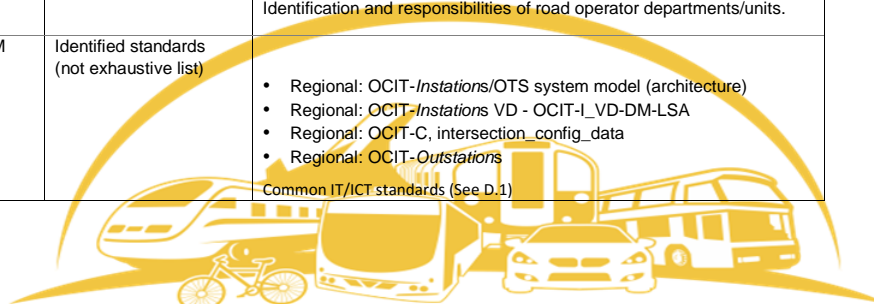 Identification and responsibilities of road operator departments/units.
M
Identified standards
(not exhaustive list)
• Regional: OCIT-Instations/OTS system model (architecture)
• Regional: OCIT-Instations VD - OCIT-I_VD-DM-LSA
• Regional: OCIT-C, intersection_config_data
• Regional: OCIT-Outstations
Common IT/ICT standards (See D.1)